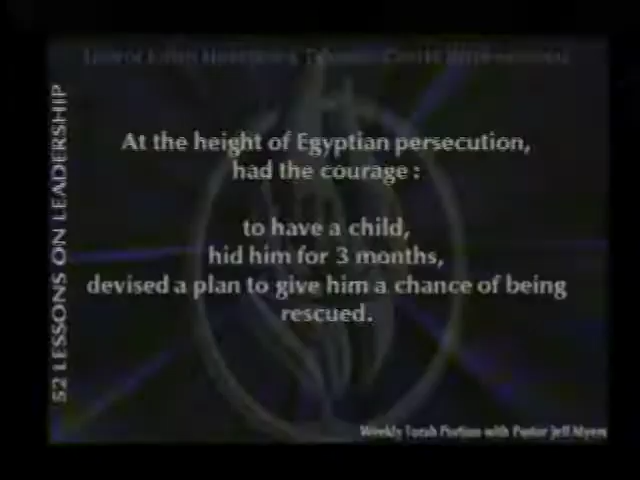 52 LESSONS ON LEADERSHIP
At the height of Egyptian persecution,
had the courage :
to have a child,
hid him for 3 months,
devised a plan to give him a chance of being
rescued.
Weekly Torah Portion with Pastor Jeff Myers